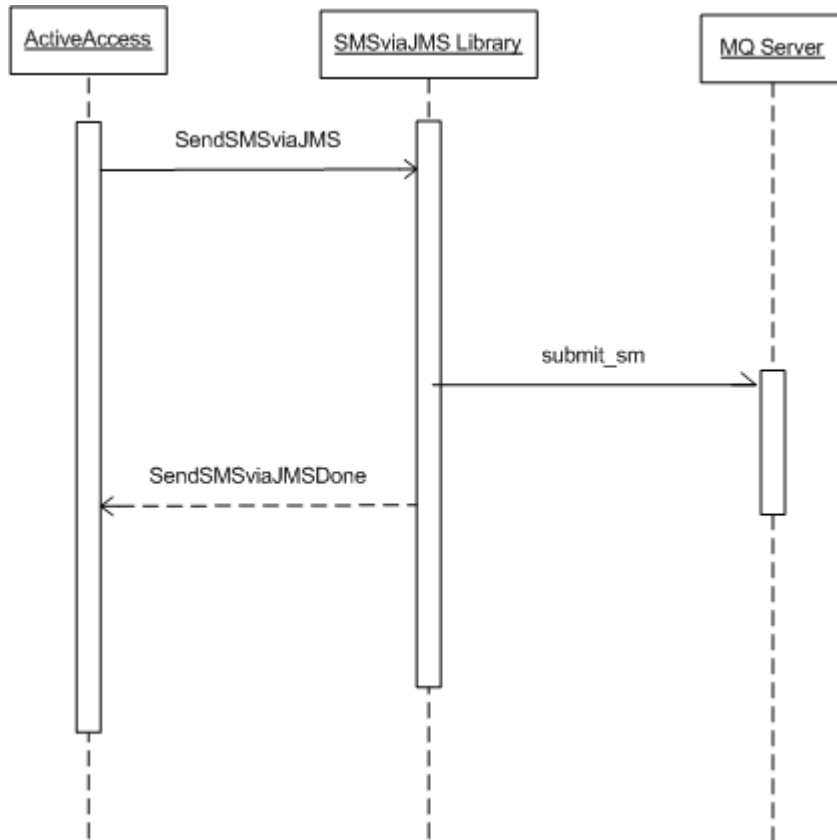 ActiveAccess
SMSviaJMS Library
MQ Server
SendSMSviaJMS
submit_sm
SendSMSviaJMSDone